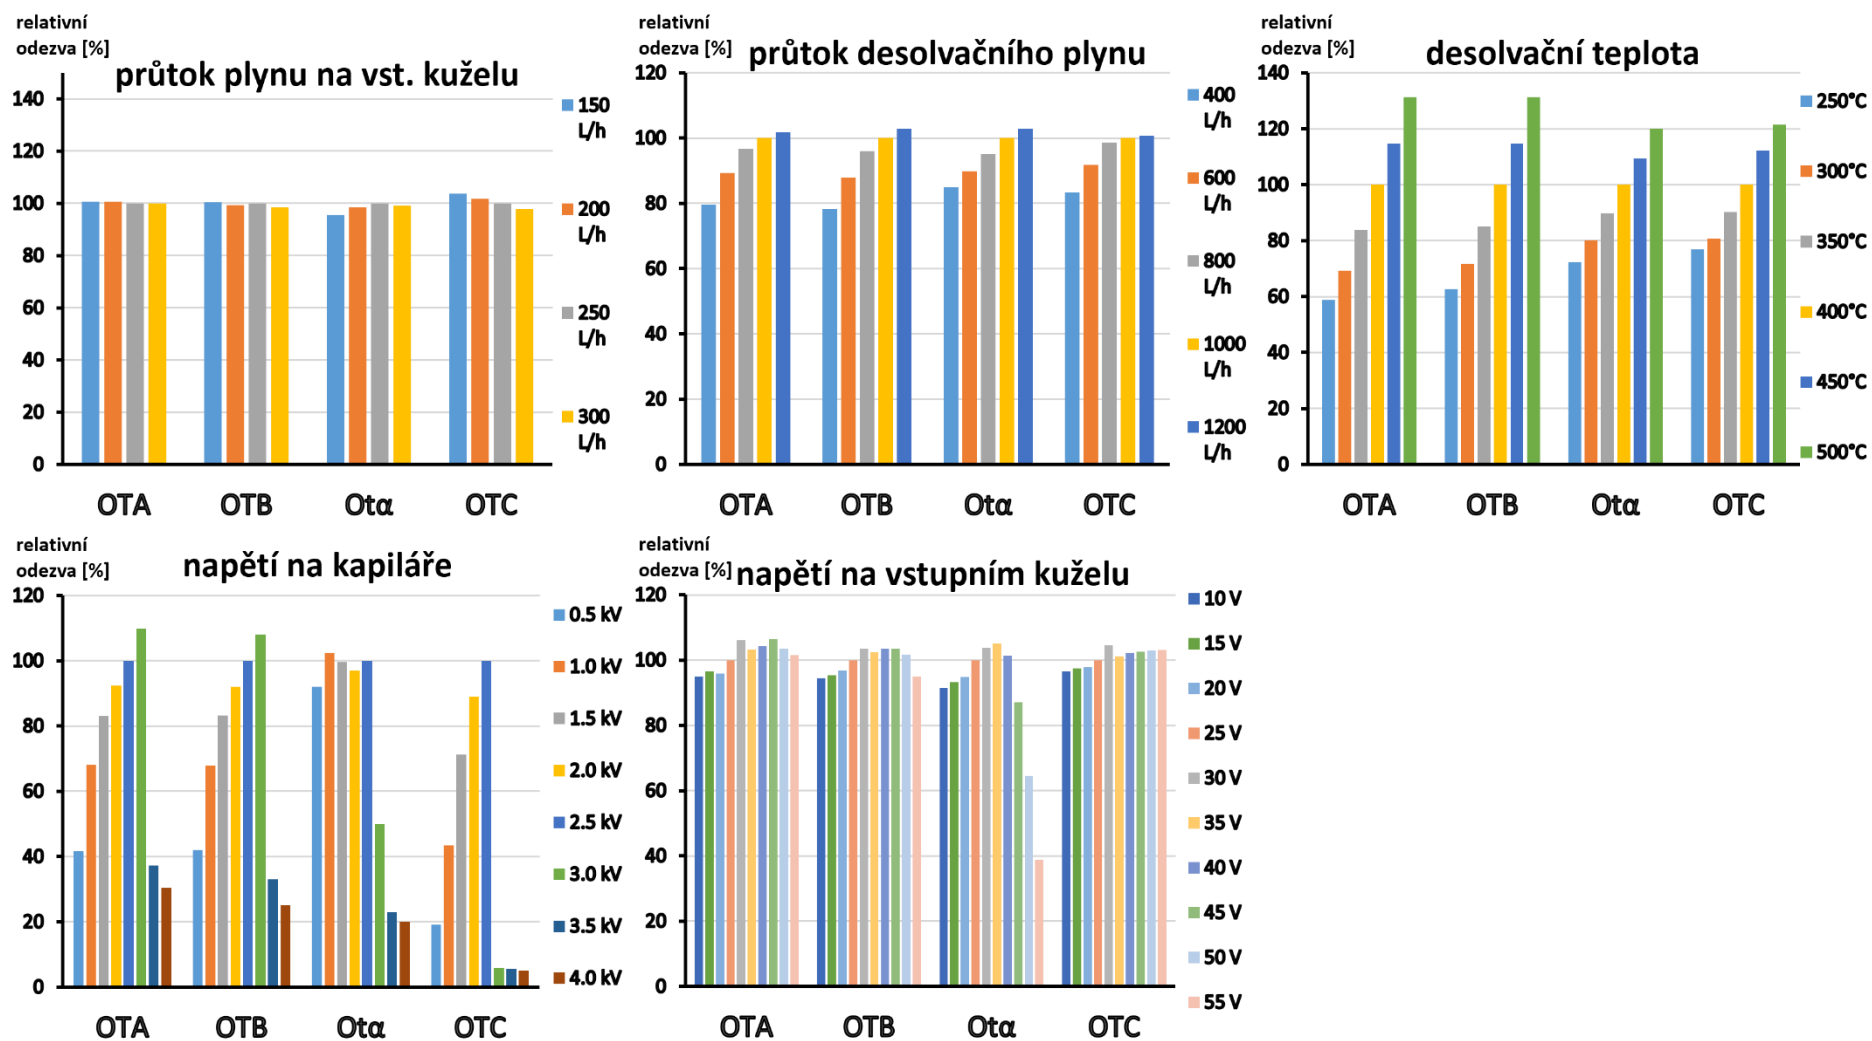 relativní
odezva [%]
průtok plynu na vst. kuželu
140
120
100
80
60
40
20
0
OTA OTB Otα OTC
150
L/h
200
L/h
250
L/h
300
L/h
relativní
odezva [%]
průtok desolvačního plynu
120
100
80
60
40
20
0
OTA OTB Otα OTC
400
L/h
600
L/h
800
L/h
1000
L/h
1200
L/h
relativní
odezva [%]
desolvační teplota
140
120
100
80
60
40
20
0
OTA OTB Otα OTC
250°C
300°C
350°C
400°C
450°C
500°C
relativní
odezva [%]
napětí na kapiláře
120
100
80
60
40
20
0
OTA OTB Otα OTC
0.5 kV
1.0 kV
1.5 kV
2.0 kV
2.5 kV
3.0 kV
3.5 kV
4.0 kV
relativní
odezva [%]
napětí na vstupním kuželu
120
100
80
60
40
20
0
OTA OTB Otα OTC
10 V
15 V
20 V
25 V
30 V
35 V
40 V
45 V
50 V
55 V